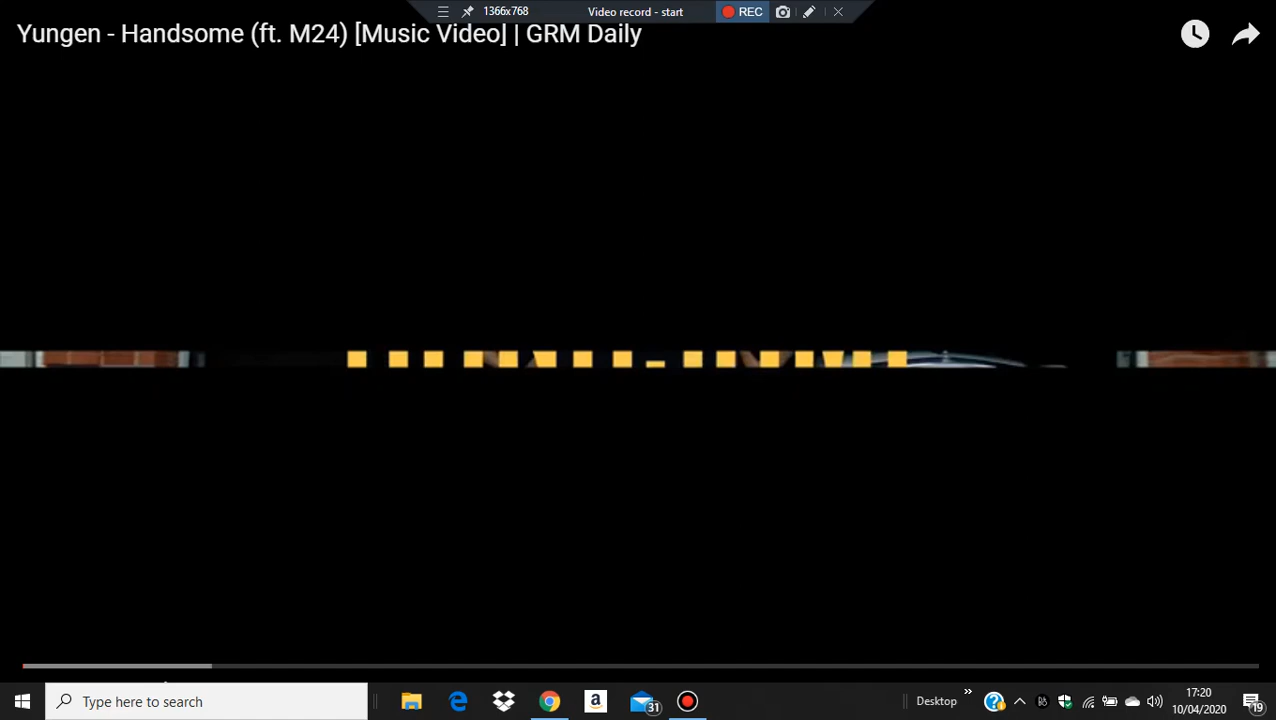 1366x768 Video record - start REC
Yungen - Handsome (ft. M24) [Music Video] | GRM Daily
Type here to search
a
31
Desktop
17:20
10/04/2020
19